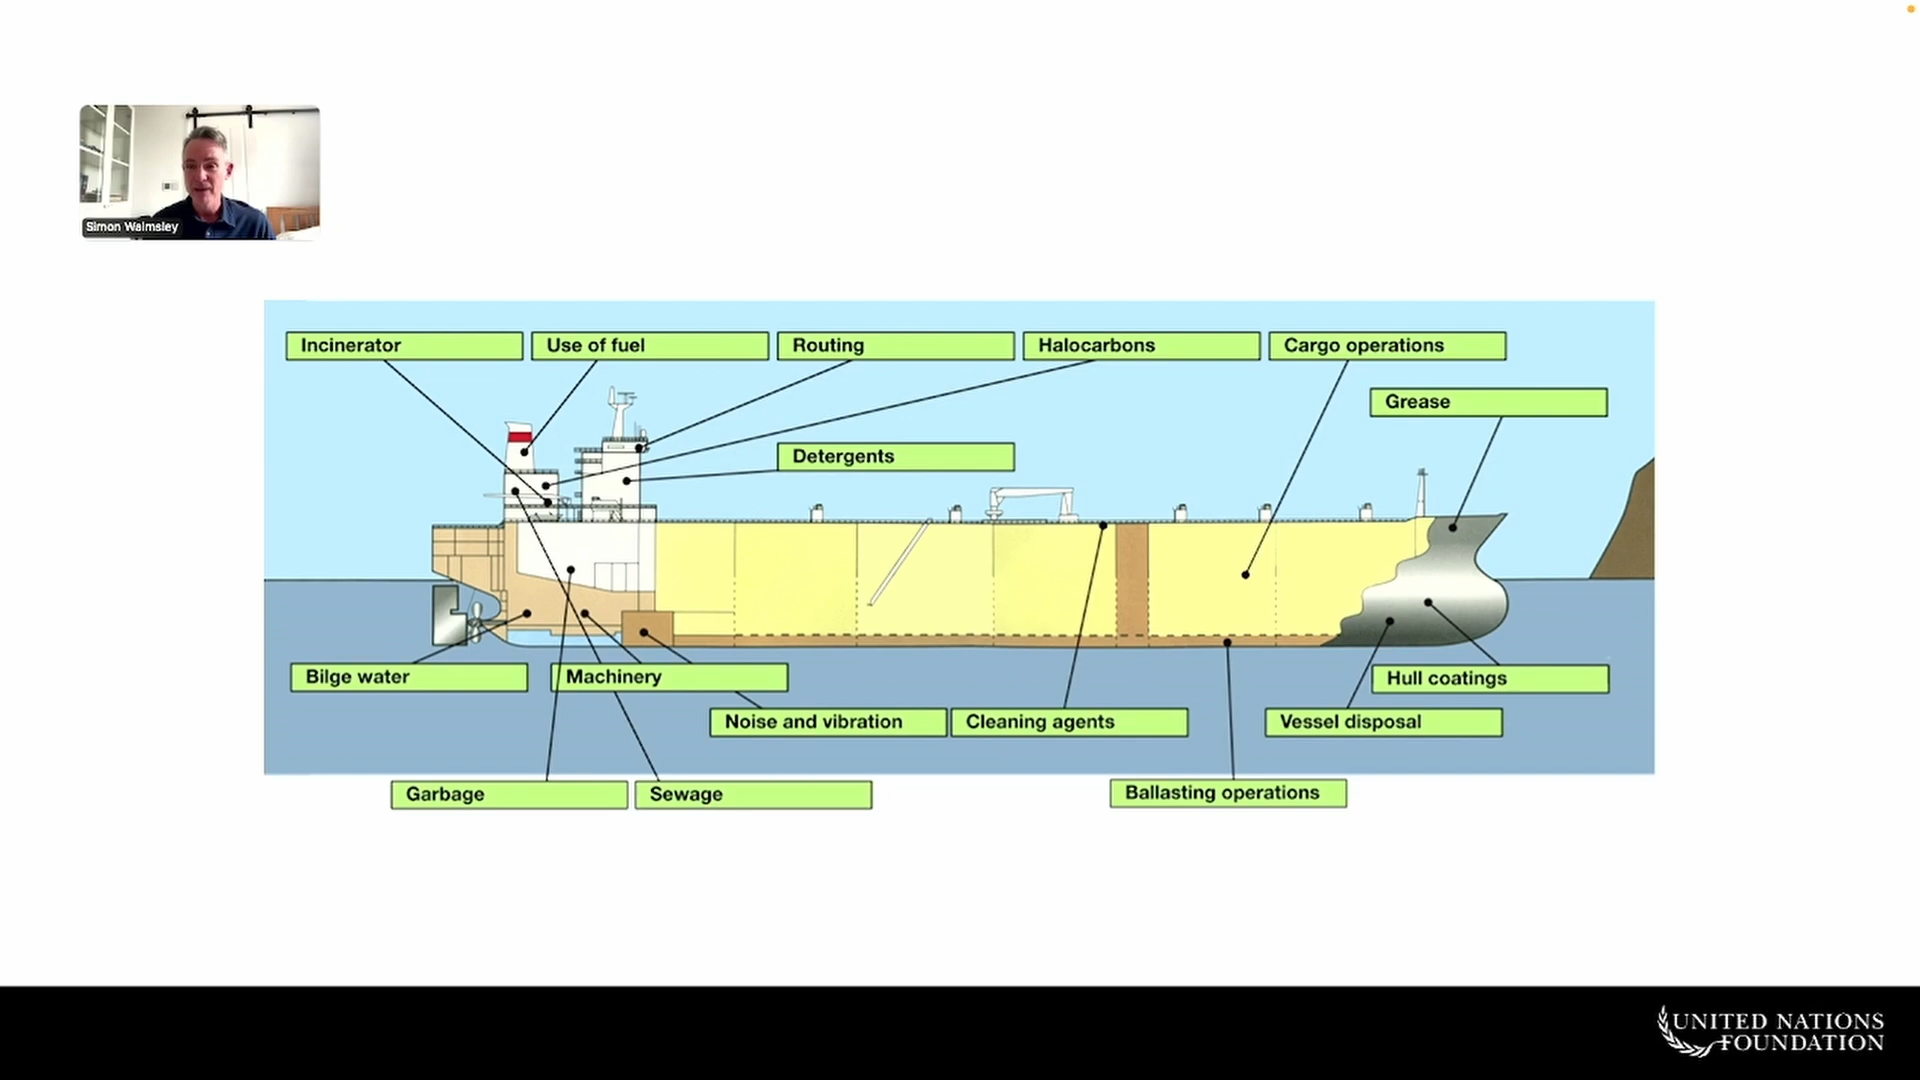 Simon Walmsley
Incinerator
Use of fuel
Routing
Halocarbons
Cargo operations
Grease
Detergents
Bilge water
Machinery
Hull coatings
Noise and vibration
Cleaning agents
Vessel disposal
Garbage
Sewage
Ballasting operations
UNITED NATIONS
FOUNDATION